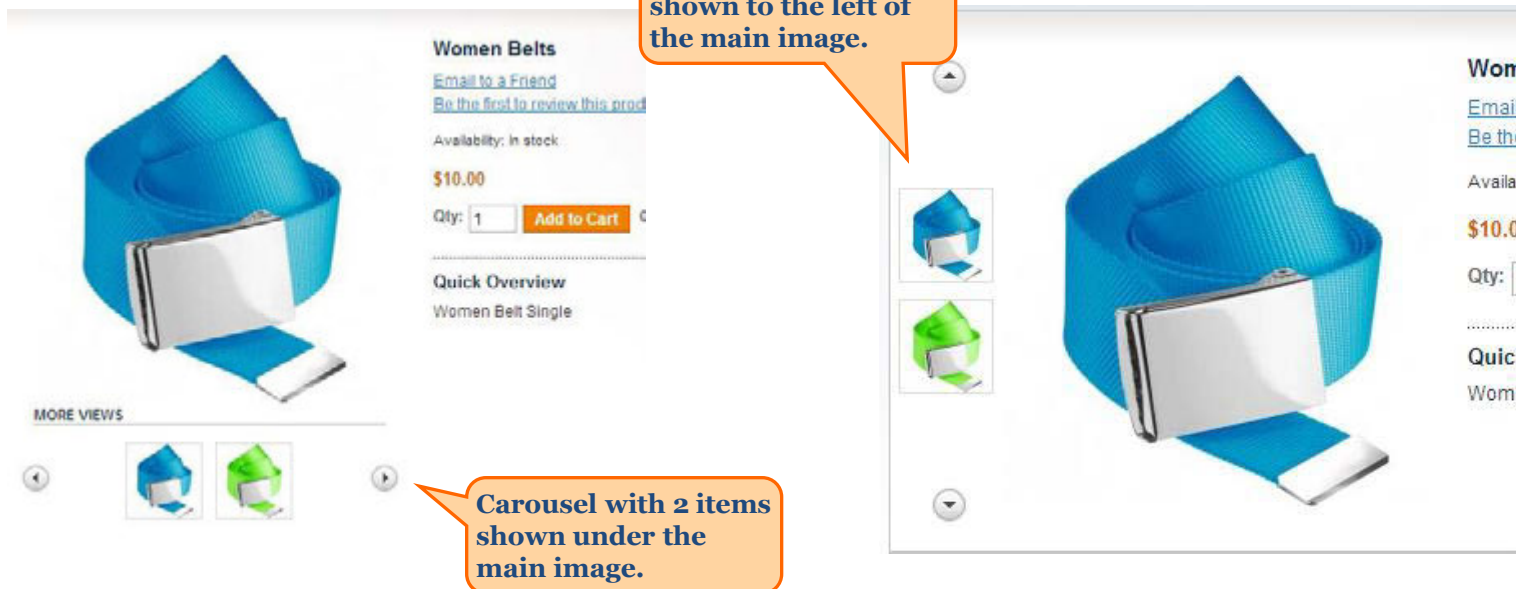 shown to the left of
the main image.
Women Belts
Email to a Friend
Be the first to review this prod
Availability: In stock
$10.00
Qty: 1 Add to Cart
Quick Overview
Women Belt Single
MORE VIEWS
Carousel with 2 items
shown under the
main image.
Wom
Email
Be the
Availa
$10.0
Qty:
Quic
Wom